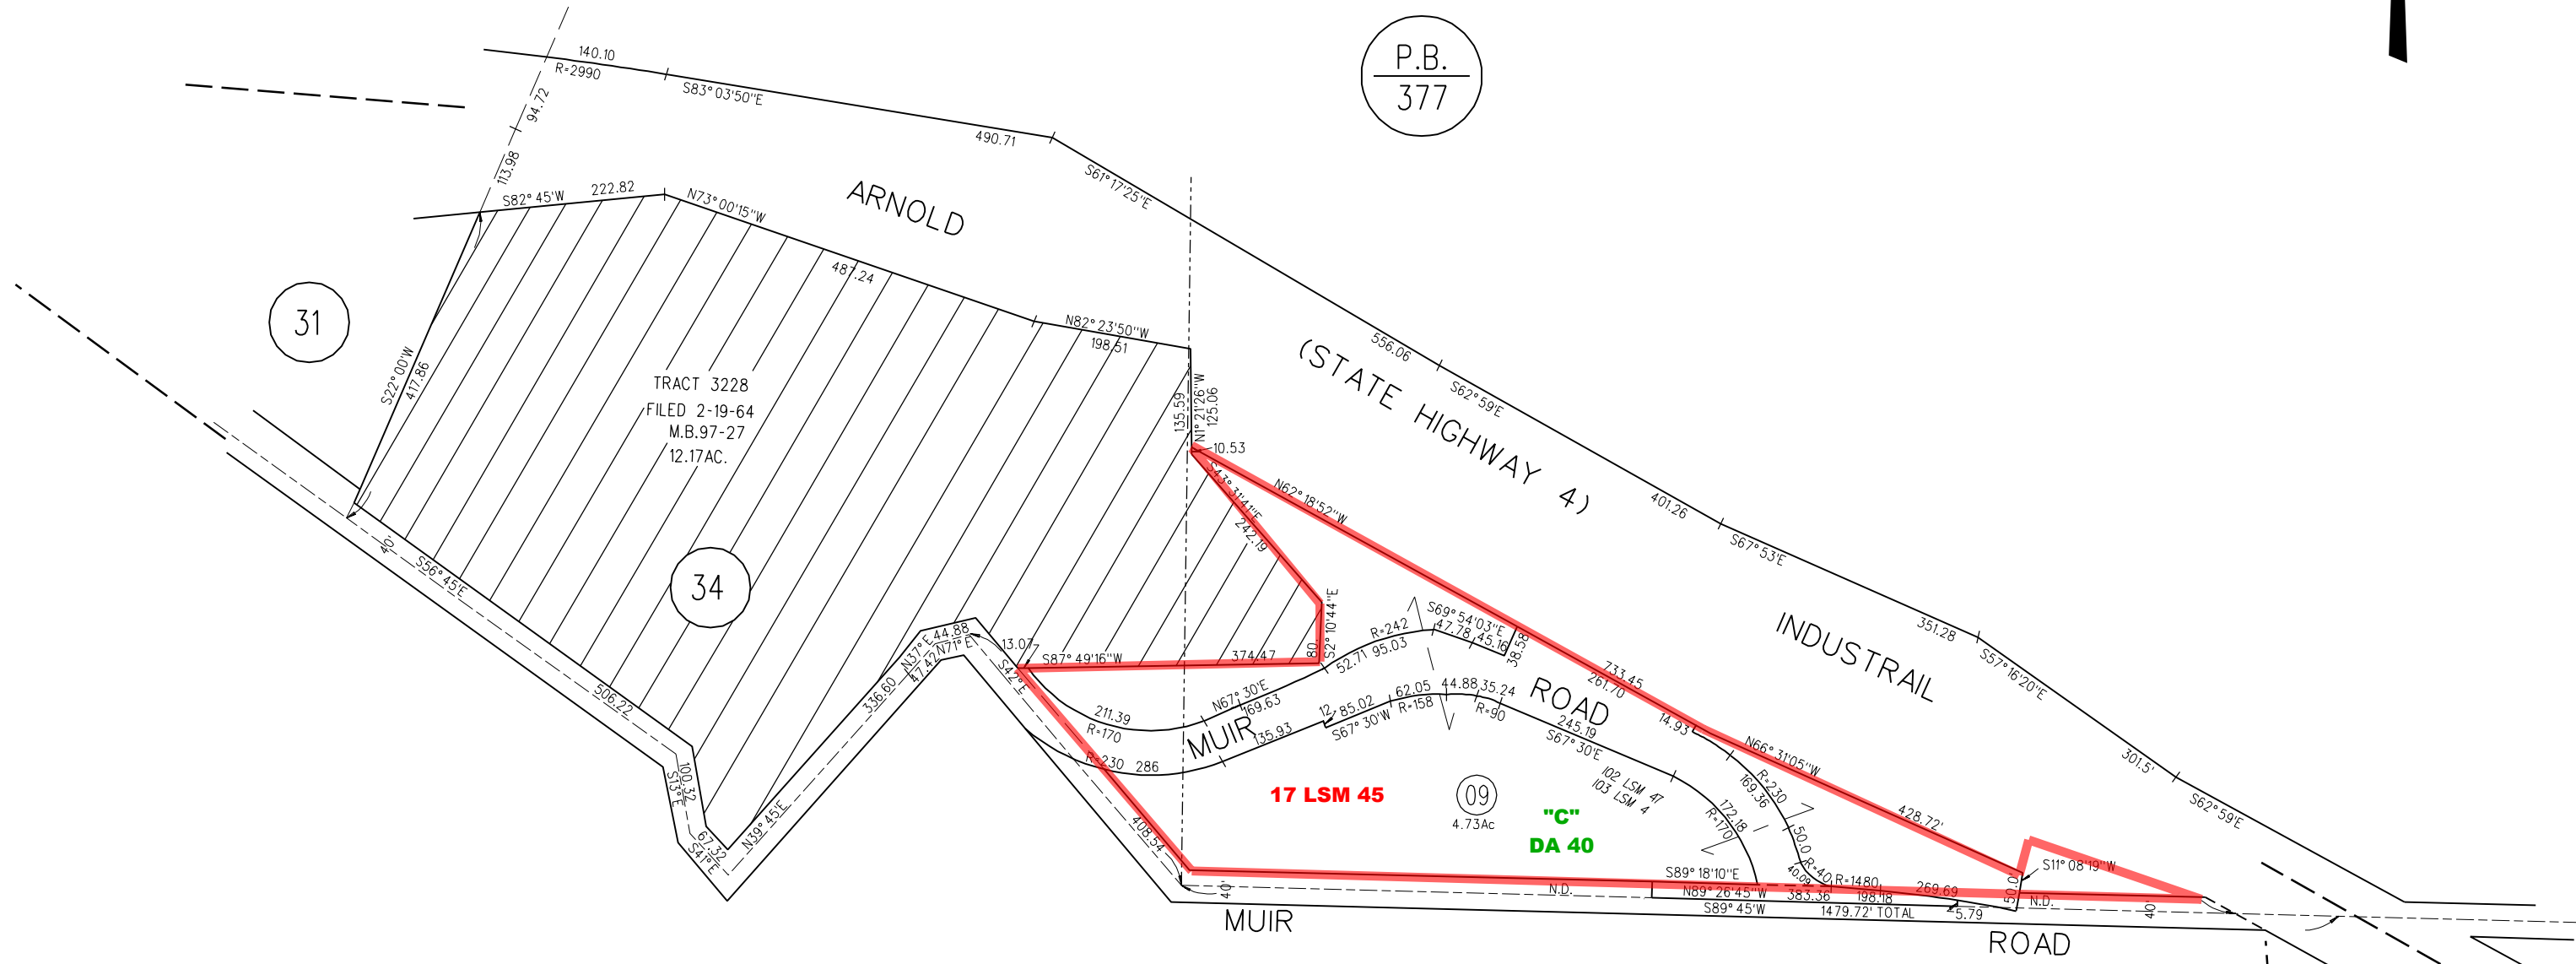 P.B.
377
140.10
R=2990
S83°03'50"E
490.71
94.72
113.98
S82°45'W
222.82
N73°00'15"W
487.24
ARNOLD
S61°17'25"E
556.06
(STATE HIGHWAY 4)
S62°59'E
401.26
S67°53'E
351.28
INDUSTRAIL
S57°16'20"E
301.5'
S62°59'E
31
S22°00'W
417.86
TRACT 3228
FILED 2-19-64
M.B.97-27
12.17AC.
N82°23'50"W
198.51
135.59
N1°21'26"W
125.06
10.53
S43°31'41"E
242.19
N62°18'52"W
34
40'
S56°45'E
506.22
100.32
S13°E
67.32
S41°E
N39°45'E
336.60
N37°E
47.42
44.88
N71°E
13.07
S42°E
408.54
S87°49'16"W
374.47
80.
S2°10'44"E
R=242
52.71
95.03
S69°54'03"E
47.78
45.16
38.58
733.45
261.70
14.93
N66°31'05"W
428.72'
211.39
R=170
R=230
286
N67°30'E
169.63
MUIR
135.93
12'
85.02
S67°30'W
62.05
R=158
44.88
35.24
R=90
ROAD
245.19
S67°30'E
102 LSM 47
103 LSM 4
172.18
R=170
R=230
169.36
50.0
R=40
40.09
17 LSM 45
09
4.73Ac
"C"
DA 40
S89°18'10"E
N.D.
N89°26'45"W
383.36
R=1480
198.18
269.69
50.0'
S11°08'19"W
N.D.
40'
S89°45'W
1479.72' TOTAL
5.79
40'
MUIR
ROAD